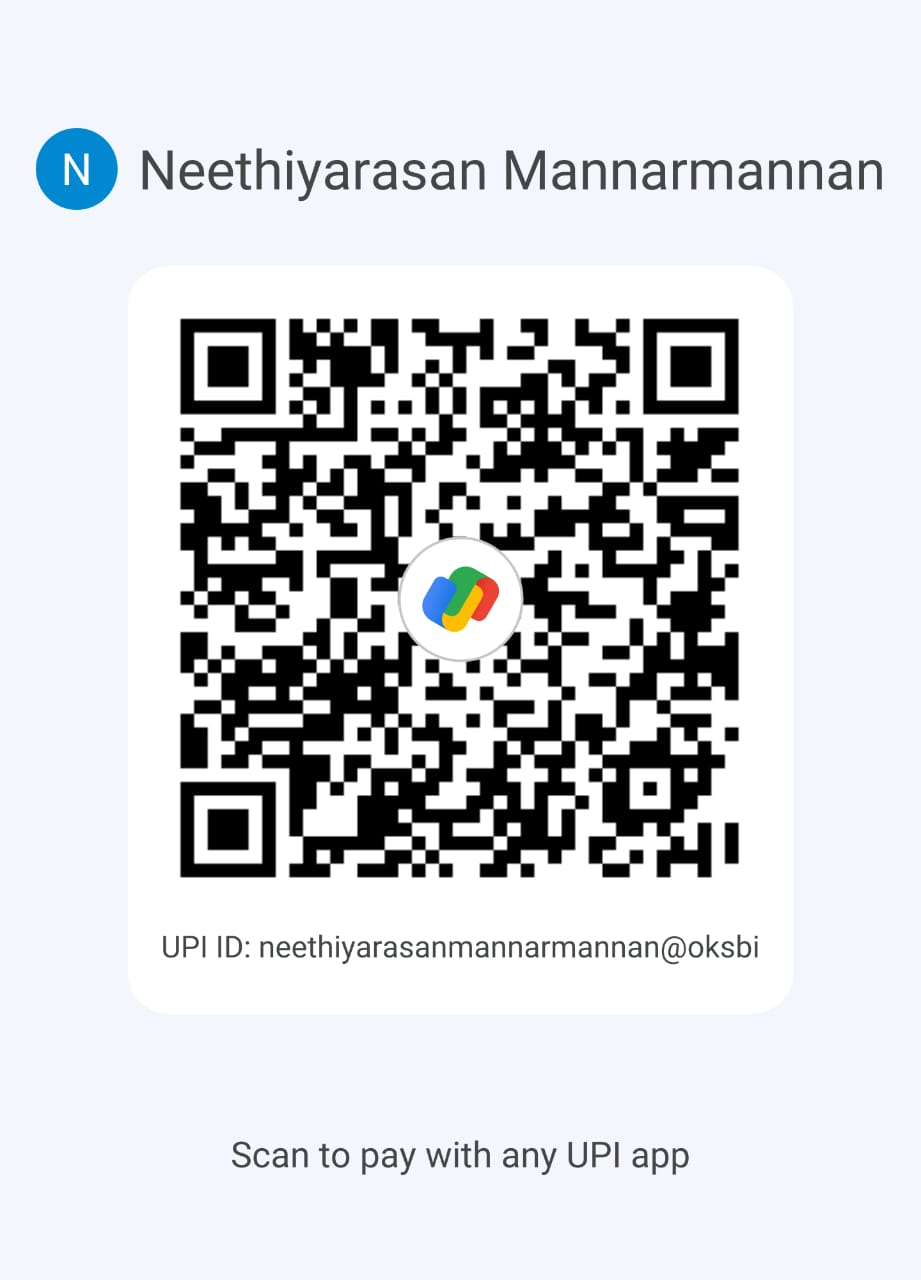 N
Neethiyarasan Mannarmannan
UPI ID: neethiyarasanmannarmannan@oksbi
Scan to pay with any UPI app